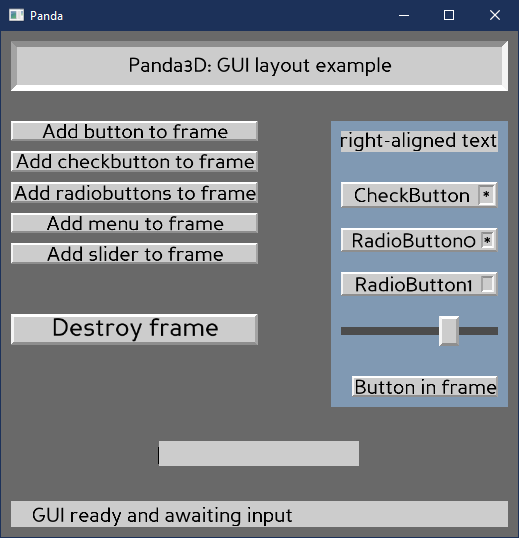 Panda
Panda3D: GUI layout example
Add button to frame
Add checkbutton to frame
Add radiobuttons to frame
Add menu to frame
Add slider to frame
Destroy frame
right-aligned text
CheckButton *
RadioButton0 *
RadioButton1
Button in frame
GUI ready and awaiting input